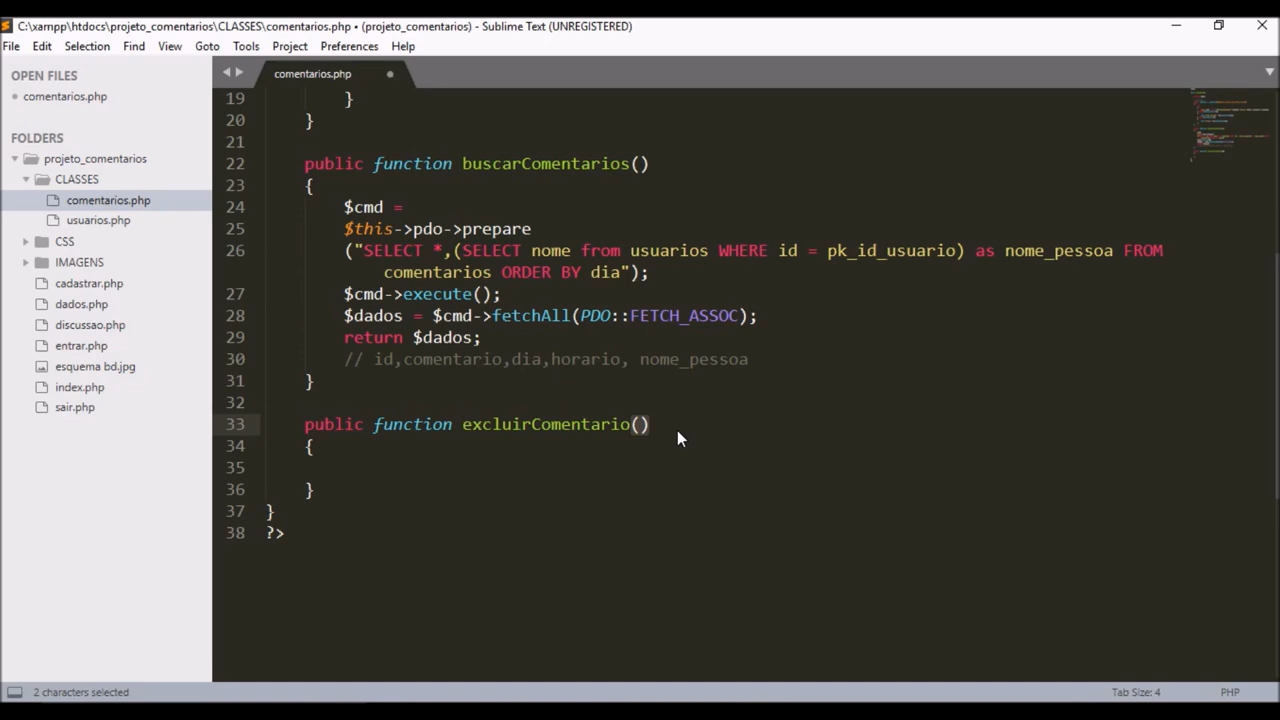 C:\xampp\htdocs\projeto_comentarios\CLASSES\comentarios.php • (projeto_comentarios) - Sublime Text (UNREGISTERED)
File Edit Selection Find View Goto Tools Project Preferences Help
OPEN FILES
comentarios.php
FOLDERS
projeto_comentarios
CLASSES
comentarios.php
usuarios.php
CSS
IMAGENS
cadastrar.php
dados.php
discussao.php
entrar.php
esquema bd.jpg
index.php
sair.php
comentarios.php
19 }
20 }
21
22 public function buscarComentarios()
23 {
24 $cmd =
25 $this->pdo->prepare
26 ("SELECT *,(SELECT nome from usuarios WHERE id = pk_id_usuario) as nome_pessoa FROM
comentarios ORDER BY dia");
27 $cmd->execute();
28 $dados = $cmd->fetchAll(PDO::FETCH_ASSOC);
29 return $dados;
30 // id,comentario,dia,horario, nome_pessoa
31 }
32
33 public function excluirComentario()
34 {
35
36 }
37 }
38 ?>
2 characters selected
Tab Size: 4
PHP